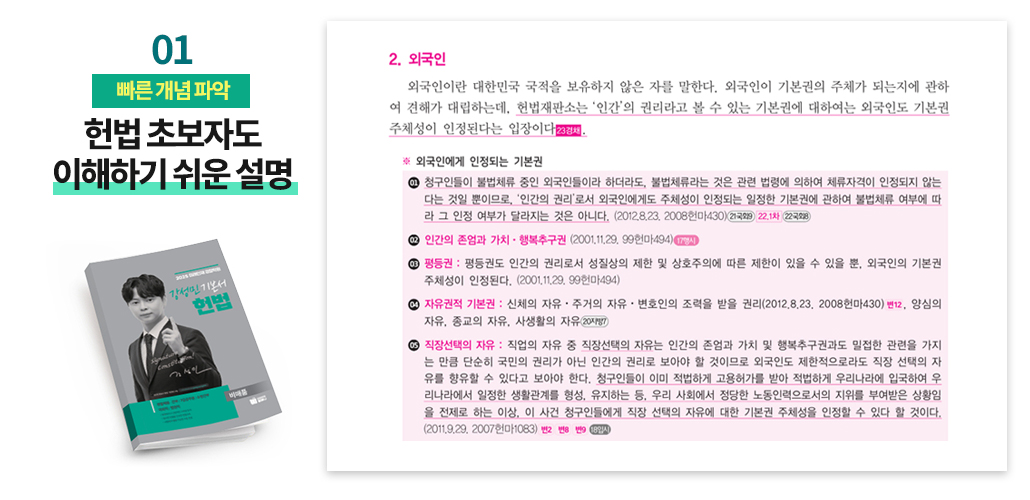 01
빠른 개념 파악
헌법 초보자도
이해하기 쉬운 설명
강성민 기본서
헌법
2. 외국인
외국인이란 대한민국 국적을 보유하지 않은 자를 말한다. 외국인이 기본권의 주체가 되는지에 관하
여 견해가 대립하는데, 헌법재판소는 ‘인간’의 권리라고 볼 수 있는 기본권에 대하여는 외국인도 기본권
주체성이 인정된다는 입장이다23경채.
※ 외국인에게 인정되는 기본권
01 청구인들이 불법체류 중인 외국인들이라 하더라도, 불법체류라는 것은 관련 법령에 의하여 체류자격이 인정되지 않는
다는 것일 뿐이므로, ‘인간의 권리’로서 외국인에게도 주체성이 인정되는 일정한 기본권에 관하여 불법체류 여부에 따
라 그 인정 여부가 달라지는 것은 아니다. (2012.8.23, 2008헌마430) 21국회9 22.1차 22국회8
02 인간의 존엄과 가치·행복추구권 (2001.11.29, 99헌마494) 17행시
03 평등권 : 평등권도 인간의 권리로서 성질상의 제한 및 상호주의에 따른 제한이 있을 수 있을 뿐, 외국인의 기본권
주체성이 인정된다. (2001.11.29, 99헌마494)
04 자유권적 기본권 : 신체의 자유·주거의 자유·변호인의 조력을 받을 권리(2012.8.23, 2008헌마430) 변12, 양심의
자유, 종교의 자유, 사생활의 자유 20지방7
05 직장선택의 자유 : 직업의 자유 중 직장선택의 자유는 인간의 존엄과 가치 및 행복추구권과도 밀접한 관련을 가지
는 만큼 단순히 국민의 권리가 아닌 인간의 권리로 보아야 할 것이므로 외국인도 제한적으로라도 직장 선택의 자
유를 향유할 수 있다고 보아야 한다. 청구인들이 이미 적법하게 고용허가를 받아 적법하게 우리나라에 입국하여 우
리나라에서 일정한 생활관계를 형성, 유지하는 등, 우리 사회에서 정당한 노동인력으로서의 지위를 부여받은 상황임
을 전제로 하는 이상, 이 사건 청구인들에게 직장 선택의 자유에 대한 기본권 주체성을 인정할 수 있다 할 것이다.
(2011.9.29, 2007헌마1083) 변2 변8 변9 18입시